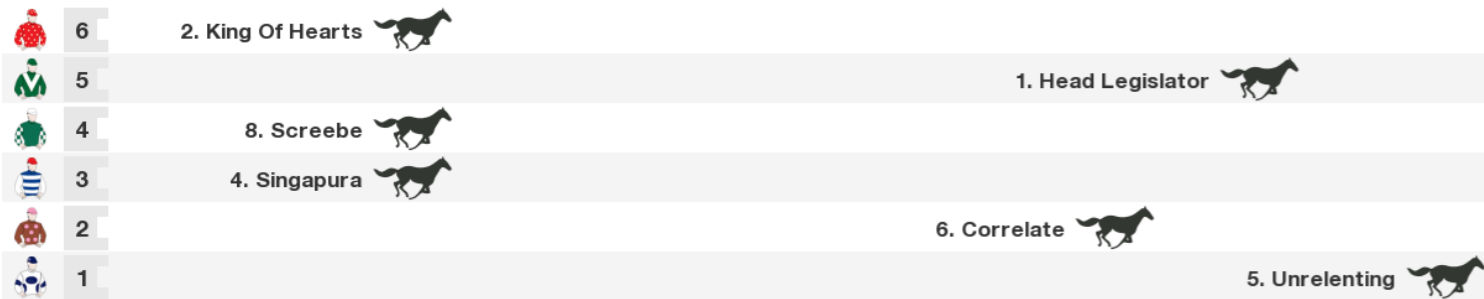 6 2. King Of Hearts
5 1. Head Legislator
4 8. Screebe
3 4. Singapura
2 6. Correlate
1 5. Unrelenting